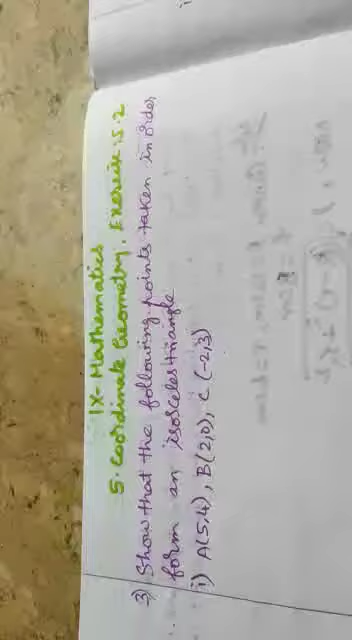 IX-Mathematics
5. Coordinate Geometry, Exercise: 5.2
3) Show that the following points taken in order
form an isosceles triangle
i) A(5,4), B(2,0), C(-2,3)